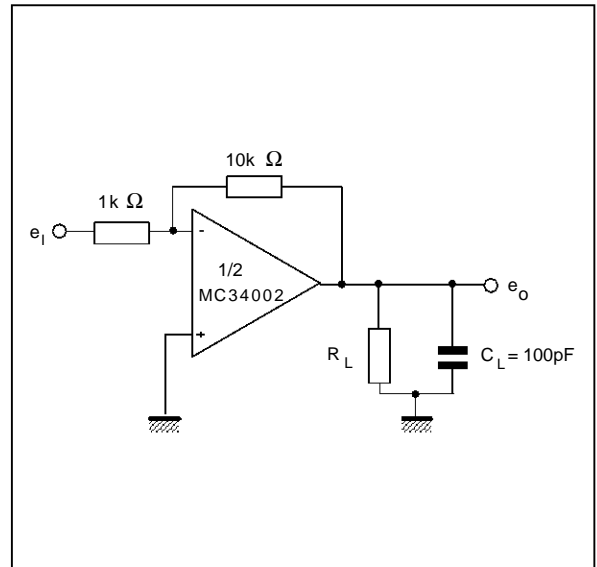 10k Ω
1k Ω
eI
-
1/2
MC34002
eo
+
RL
CL = 100pF